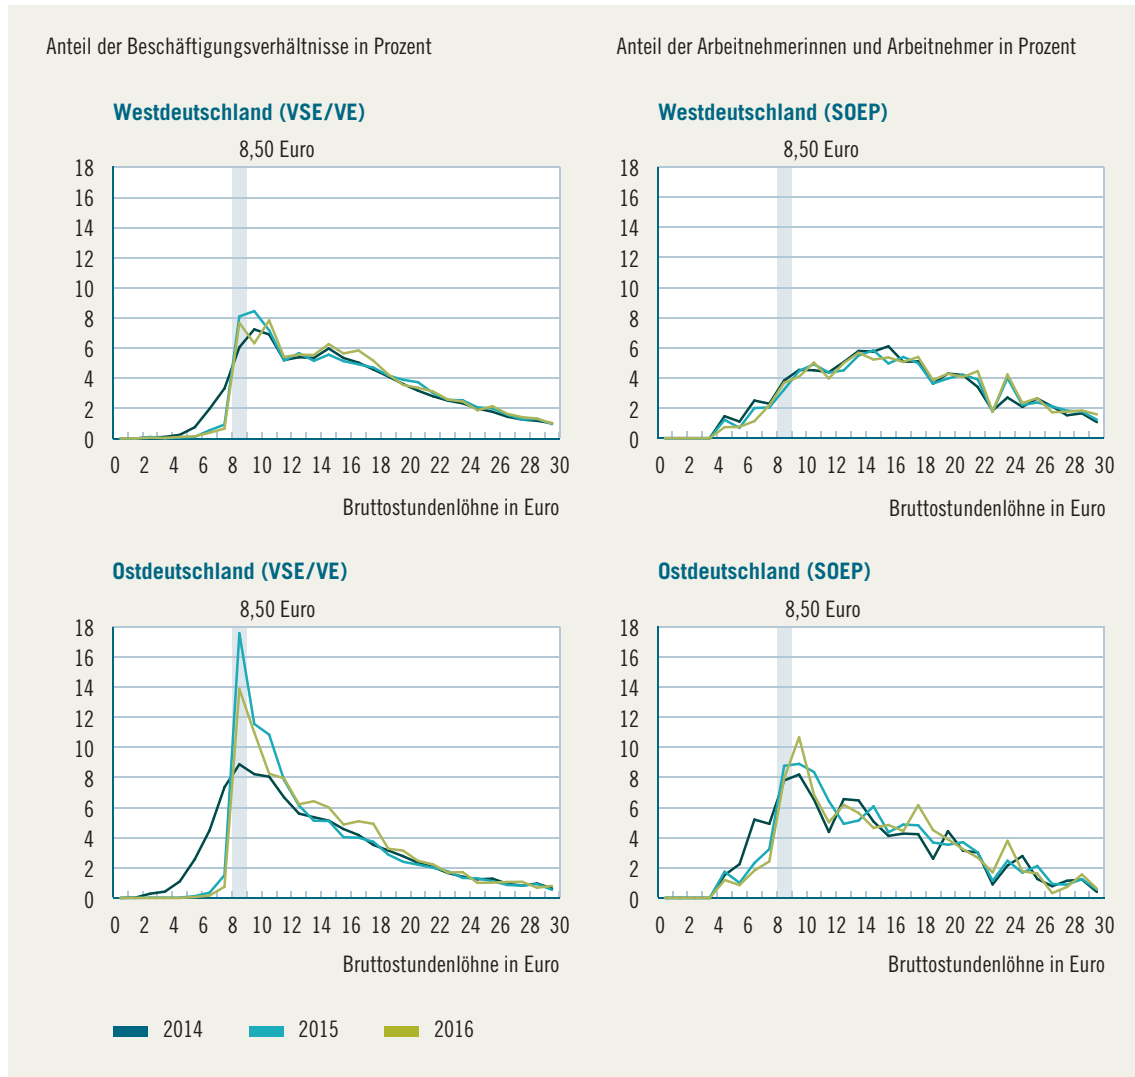 Anteil der Beschäftigungsverhältnisse in Prozent
Anteil der Arbeitnehmerinnen und Arbeitnehmer in Prozent
Westdeutschland (VSE/VE)
8,50 Euro
18
16
14
12
10
8
6
4
2
0
0 2 4 6 8 10 12 14 16 18 20 22 24 26 28 30
Bruttostundenlöhne in Euro
Westdeutschland (SOEP)
8,50 Euro
18
16
14
12
10
8
6
4
2
0
0 2 4 6 8 10 12 14 16 18 20 22 24 26 28 30
Bruttostundenlöhne in Euro
Ostdeutschland (VSE/VE)
8,50 Euro
18
16
14
12
10
8
6
4
2
0
0 2 4 6 8 10 12 14 16 18 20 22 24 26 28 30
Bruttostundenlöhne in Euro
Ostdeutschland (SOEP)
8,50 Euro
18
16
14
12
10
8
6
4
2
0
0 2 4 6 8 10 12 14 16 18 20 22 24 26 28 30
Bruttostundenlöhne in Euro
2014 2015 2016